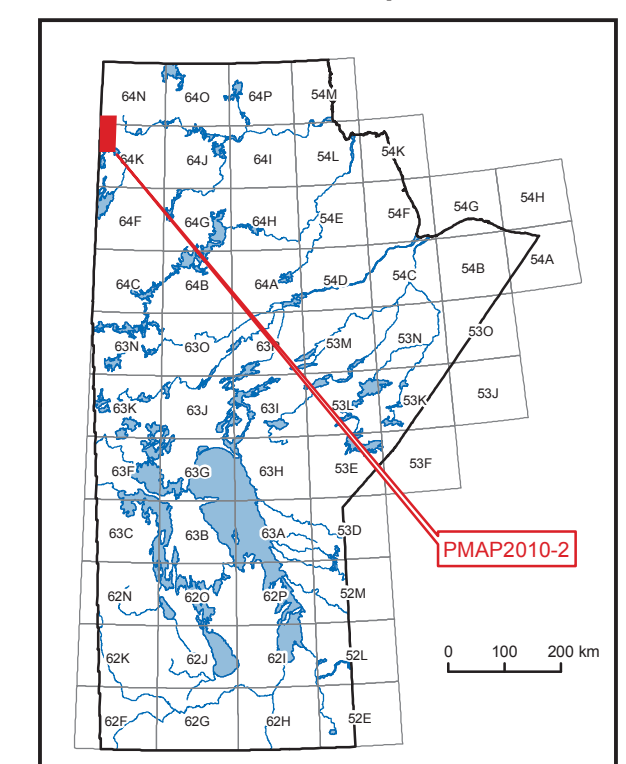 64N 64O 64P 54M
64K 64J 64I 54L 54K
64F 64G 64H 54E 54F 54G 54H
64C 64B 64A 54D 54C 54B 54A
63N 63O 63P 53M 53N 53O
63K 63J 63I 53L 53K 53J
63F 63G 63H 53E 53F
63C 63B 63A 53D
PMAP2010-2
62N 62O 62P 52M
62K 62J 62I 52L
0 100 200 km
62F 62G 62H 52E